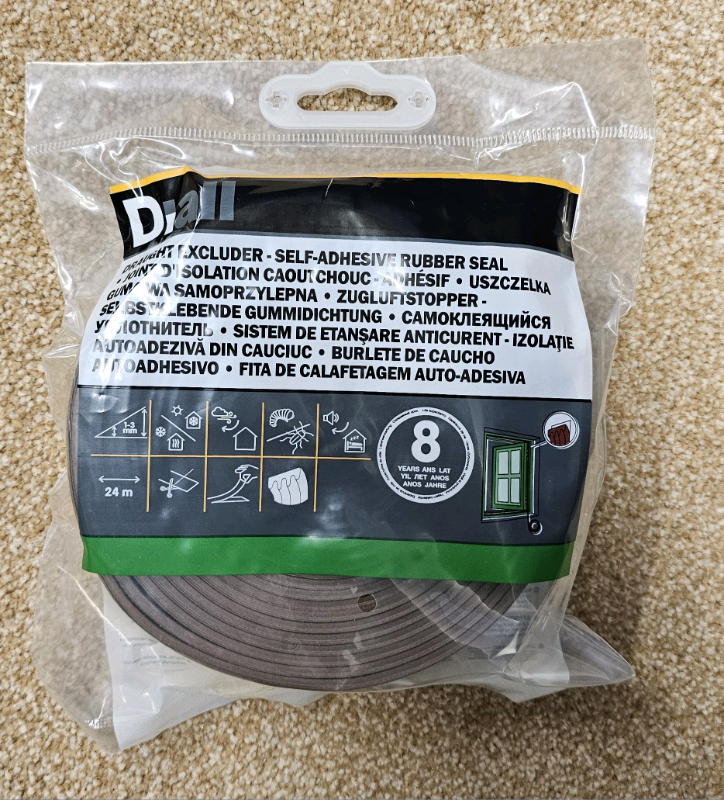 Diall
DRAUGHT EXCLUDER - SELF-ADHESIVE RUBBER SEAL
• JOINT D'ISOLATION CAOUTCHOUC - ADHÉSIF • USZCZELKA
GUMOWA SAMOPRZYLEPNA • ZUGLUFTSTOPPER -
SELBSTKLEBENDE GUMMIDICHTUNG • САМОКЛЕЯЩИЙСЯ
УПЛОТНИТЕЛЬ • SISTEM DE ETANŞARE ANTICURENT - IZOLAŢIE
AUTOADEZIVĂ DIN CAUCIUC • BURLETE DE CAUCHO
AUTOADHESIVO • FITA DE CALAFETAGEM AUTO-ADESIVA
1-3
mm
8
YEARS ANS LAT
YIL ЛЕТ ANOS
ANOS JAHRE
24 m